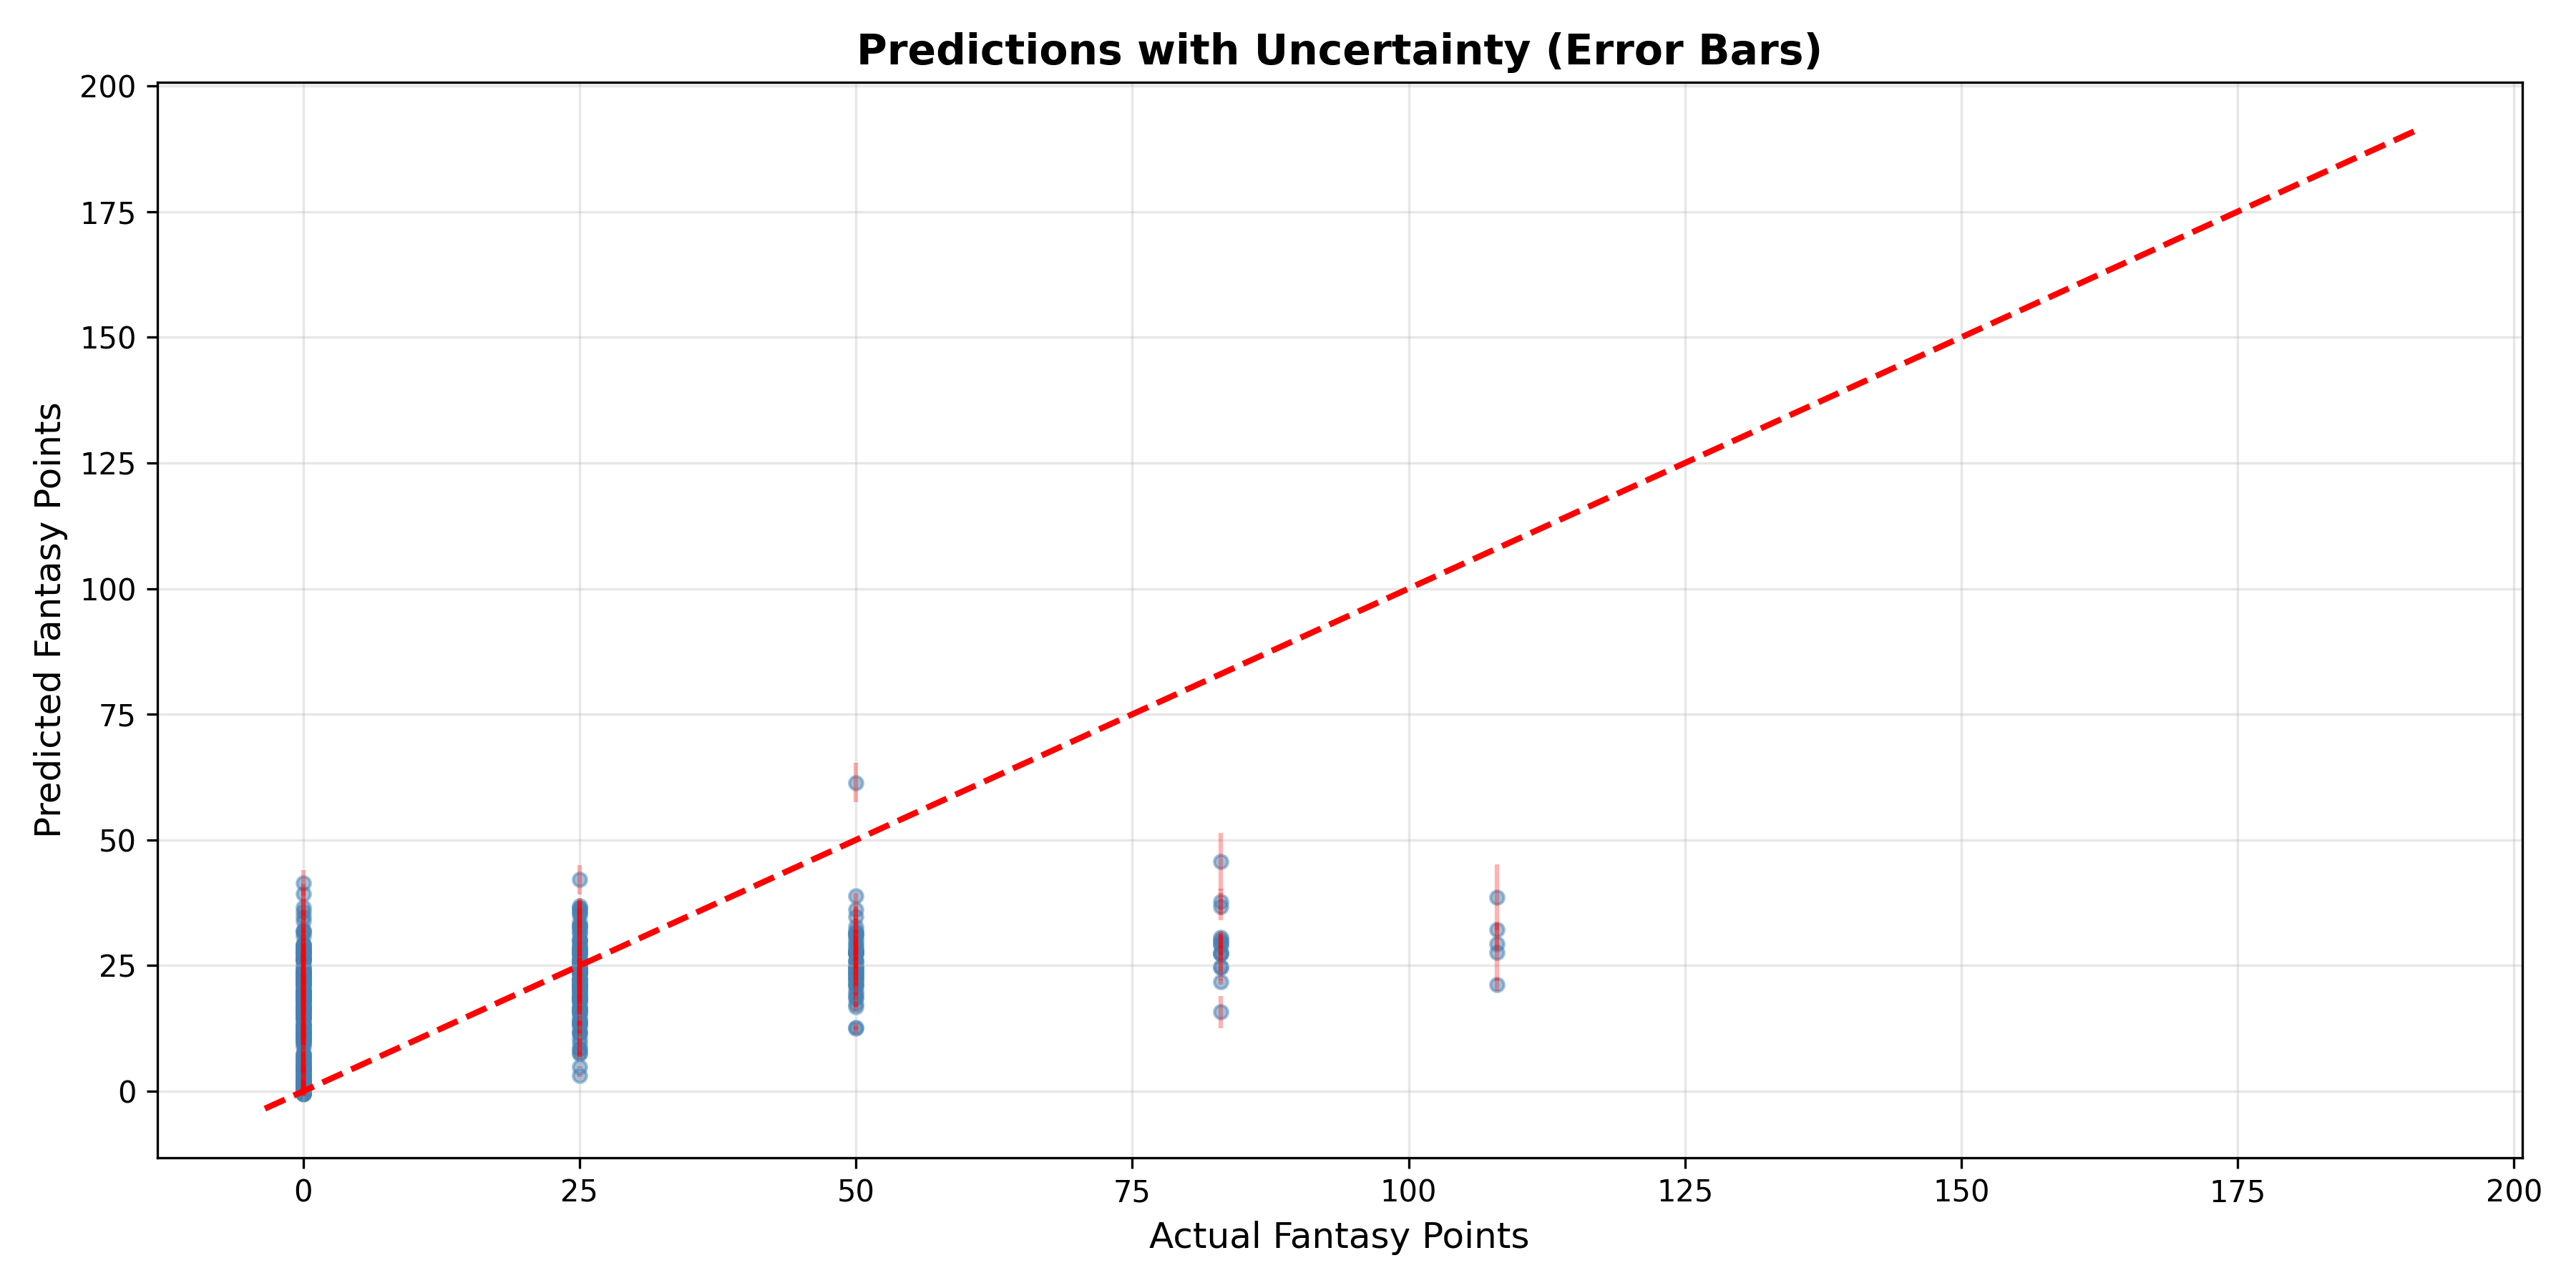 Predictions with Uncertainty (Error Bars)
200
175
150
125
100
75
50
25
0
Predicted Fantasy Points
0 25 50 75 100 125 150 175 200
Actual Fantasy Points